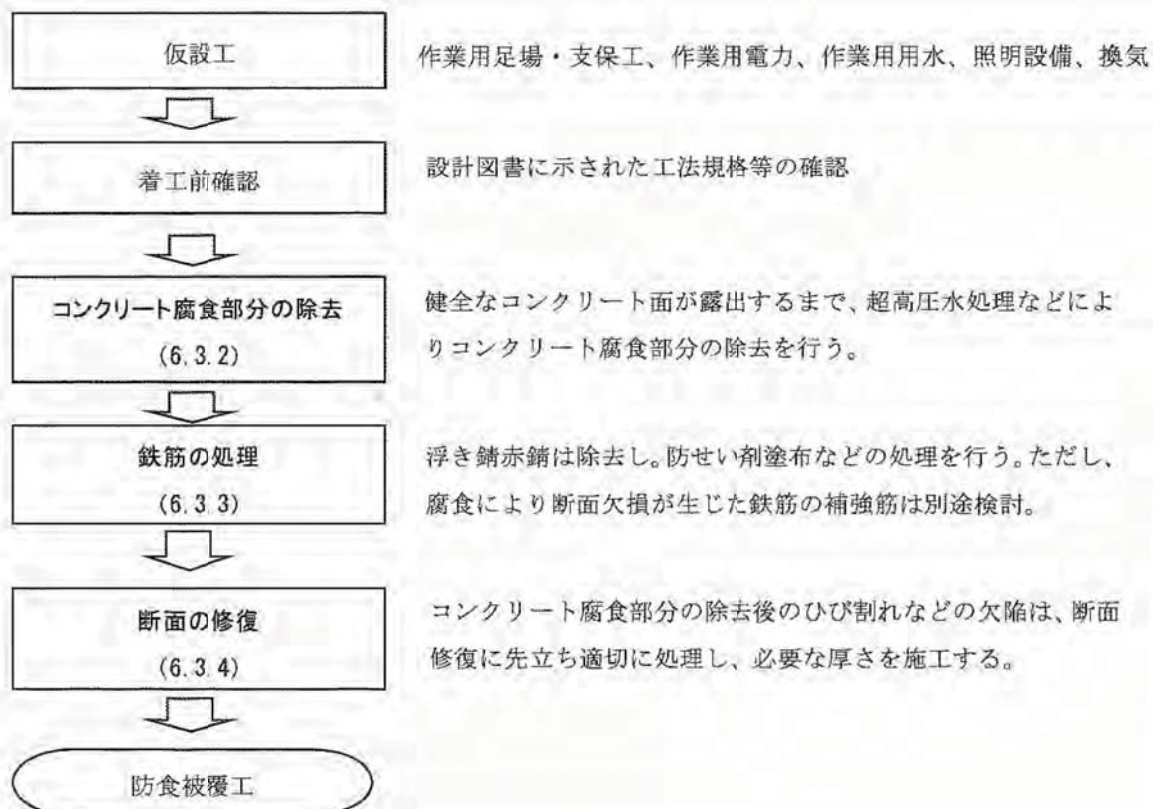 仮設工
作業用足場・支保工、作業用電力、作業用用水、照明設備、換気
着工前確認
設計図書に示された工法規格等の確認
コンクリート腐食部分の除去
(6.3.2)
健全なコンクリート面が露出するまで、超高圧水処理などによ
りコンクリート腐食部分の除去を行う。
鉄筋の処理
(6.3.3)
浮き錆赤錆は除去し。防せい剤塗布などの処理を行う。ただし、
腐食により断面欠損が生じた鉄筋の補強筋は別途検討。
断面の修復
(6.3.4)
コンクリート腐食部分の除去後のひび割れなどの欠陥は、断面
修復に先立ち適切に処理し、必要な厚さを施工する。
防食被覆工